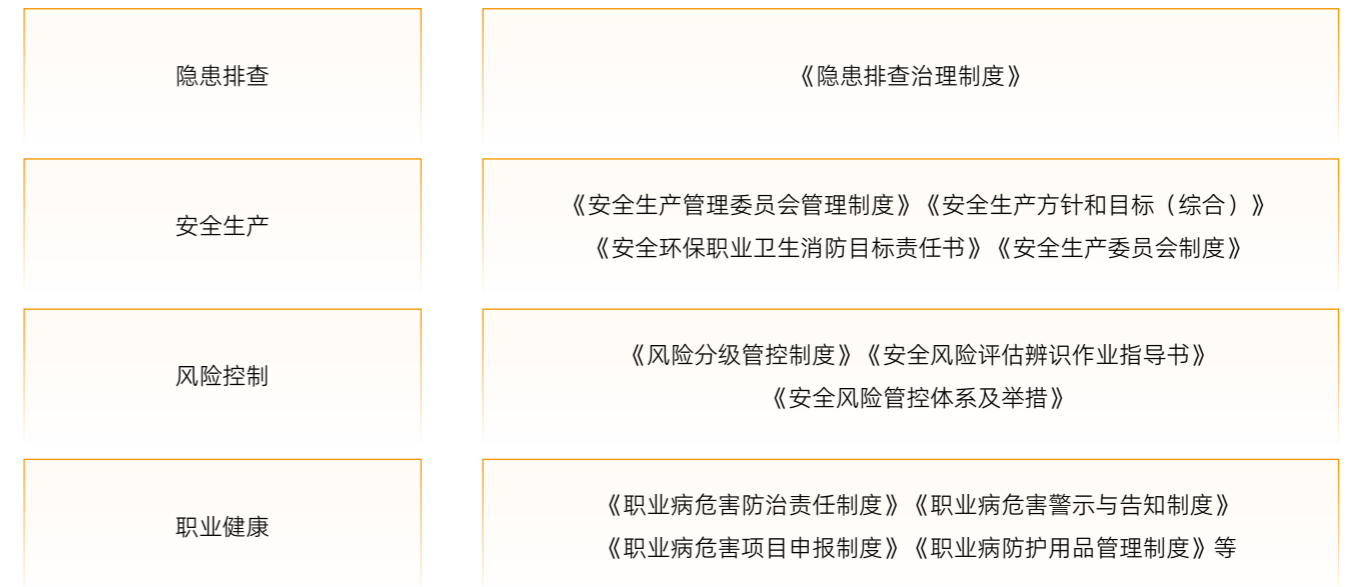 隐患排查
《隐患排查治理制度》
安全生产
《安全生产管理委员会管理制度》《安全生产方针和目标（综合）》
《安全环保职业卫生消防目标责任书》《安全生产委员会制度》
风险控制
《风险分级管控制度》《安全风险评估辨识作业指导书》
《安全风险管控体系及举措》
职业健康
《职业病危害防治责任制度》《职业病危害警示与告知制度》
《职业病危害项目申报制度》《职业病防护用品管理制度》等